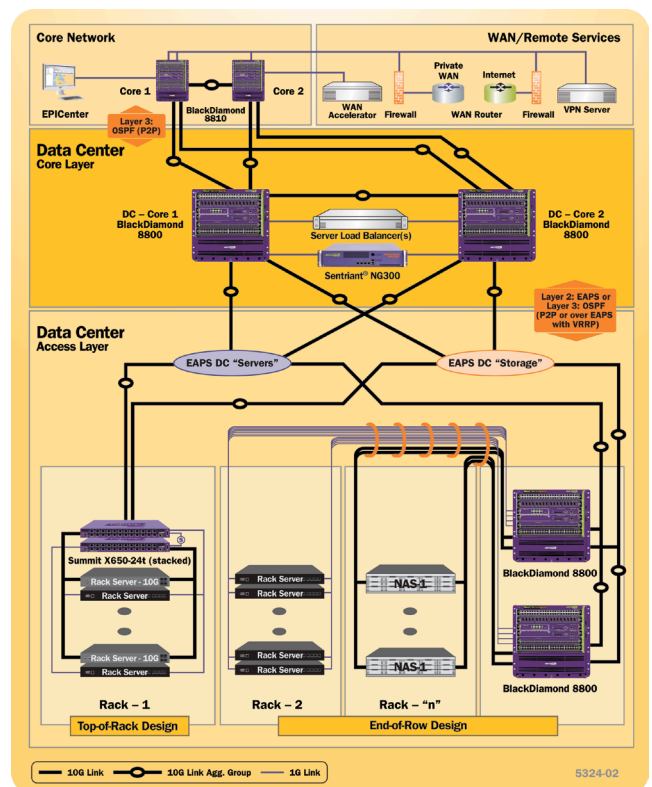 Core Network
WAN/Remote Services
EPICenter
Core 1
Core 2
BlackDiamond
8810
WAN
Accelerator
Firewall
Private
WAN
Internet
WAN Router
Firewall
VPN Server
Layer 3:
OSPF (P2P)
Data Center
Core Layer
DC – Core 1
BlackDiamond
8800
Server Load Balancer(s)
Sentriant® NG300
DC – Core 2
BlackDiamond
8800
Layer 2: EAPS or
Layer 3: OSPF
(P2P or over EAPS
with VRRP)
Data Center
Access Layer
EAPS DC "Servers"
EAPS DC "Storage"
Summit X650-24t (stacked)
S
Rack Server - 10G
Rack Server
Rack Server - 10G
Rack Server
Rack Server
Rack Server
Rack Server
Rack Server
NAS-1
NAS-1
BlackDiamond 8800
BlackDiamond 8800
Rack – 1
Rack – 2
Rack – "n"
Top-of-Rack Design
End-of-Row Design
10G Link
10G Link Agg. Group
1G Link
5324-02